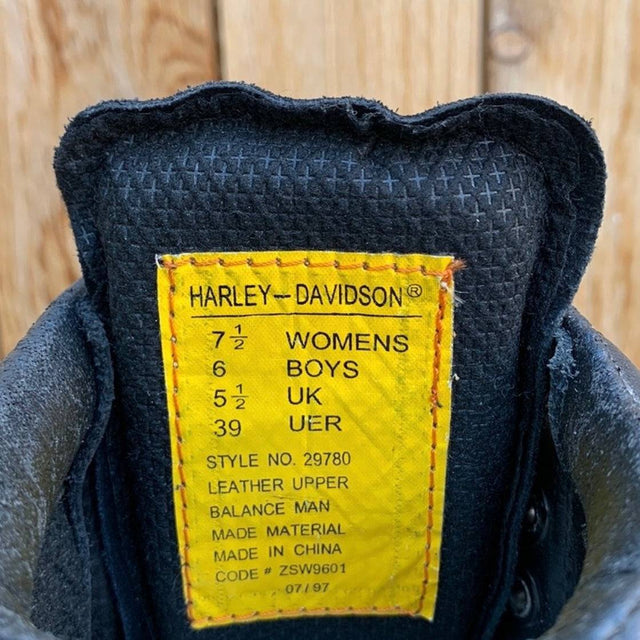 HARLEY-DAVIDSON®
7 1/2 WOMENS
6 BOYS
5 1/2 UK
39 UER
STYLE NO. 29780
LEATHER UPPER
BALANCE MAN
MADE MATERIAL
MADE IN CHINA
CODE # ZSW9601
07/97